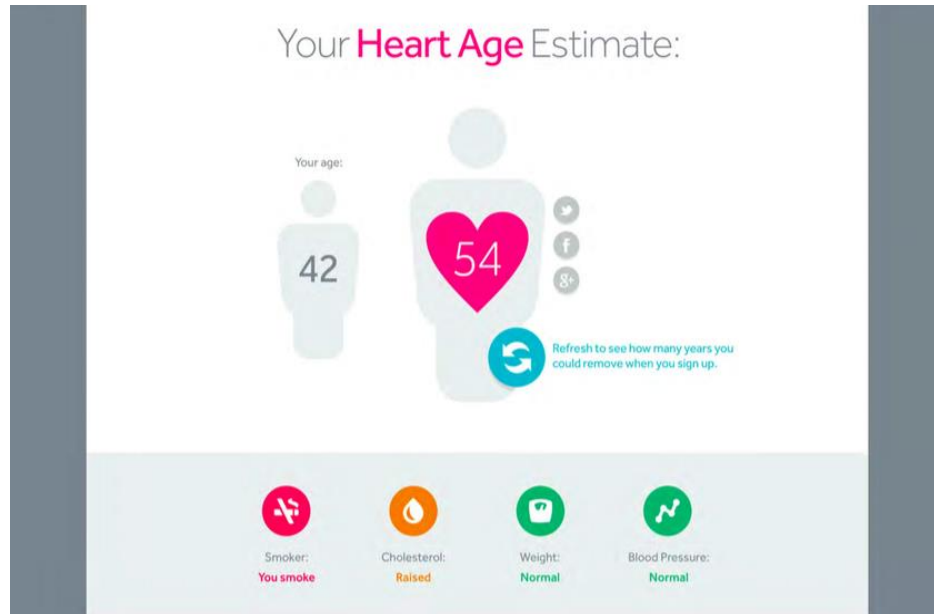 Your Heart Age Estimate:
Your age:
42
54
f
g+
Refresh to see how many years you
could remove when you sign up.
Smoker:
You smoke
Cholesterol:
Raised
Weight:
Normal
Blood Pressure:
Normal